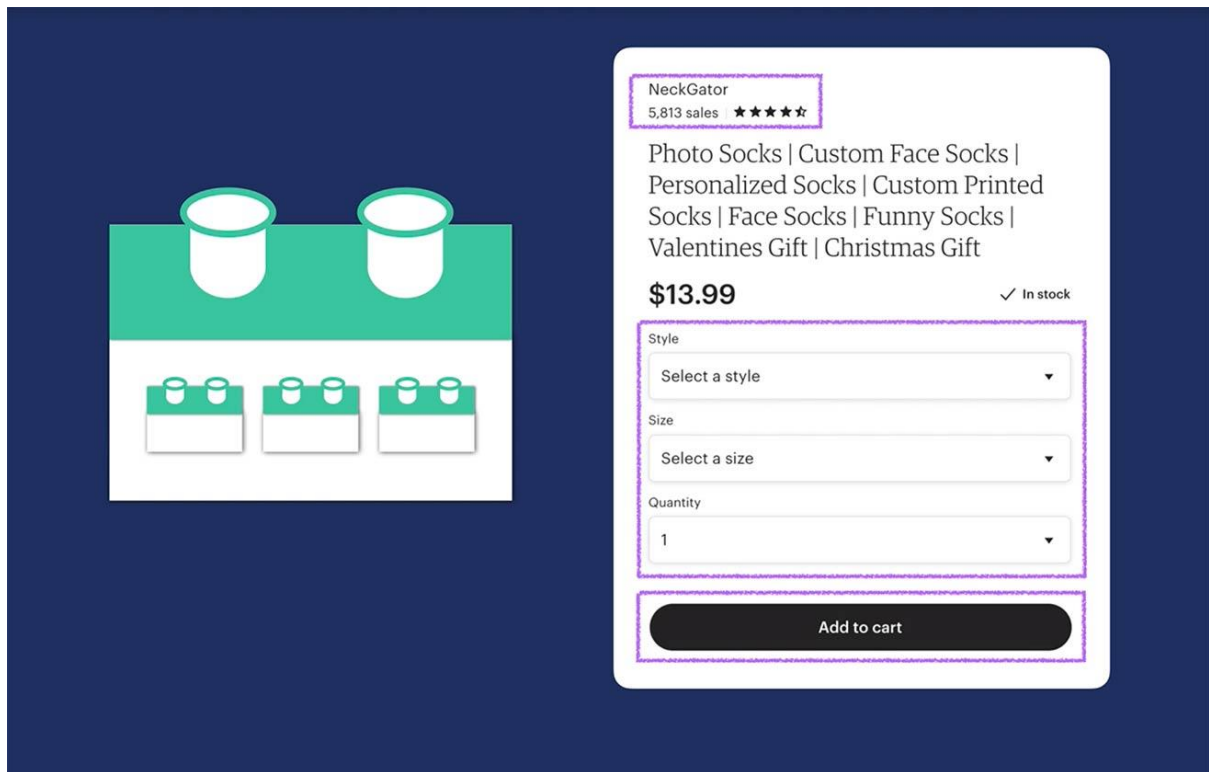 NeckGator
5,813 sales
Photo Socks | Custom Face Socks |
Personalized Socks | Custom Printed
Socks | Face Socks | Funny Socks |
Valentines Gift | Christmas Gift
$13.99 In stock
Style
Select a style
Size
Select a size
Quantity
1
Add to cart